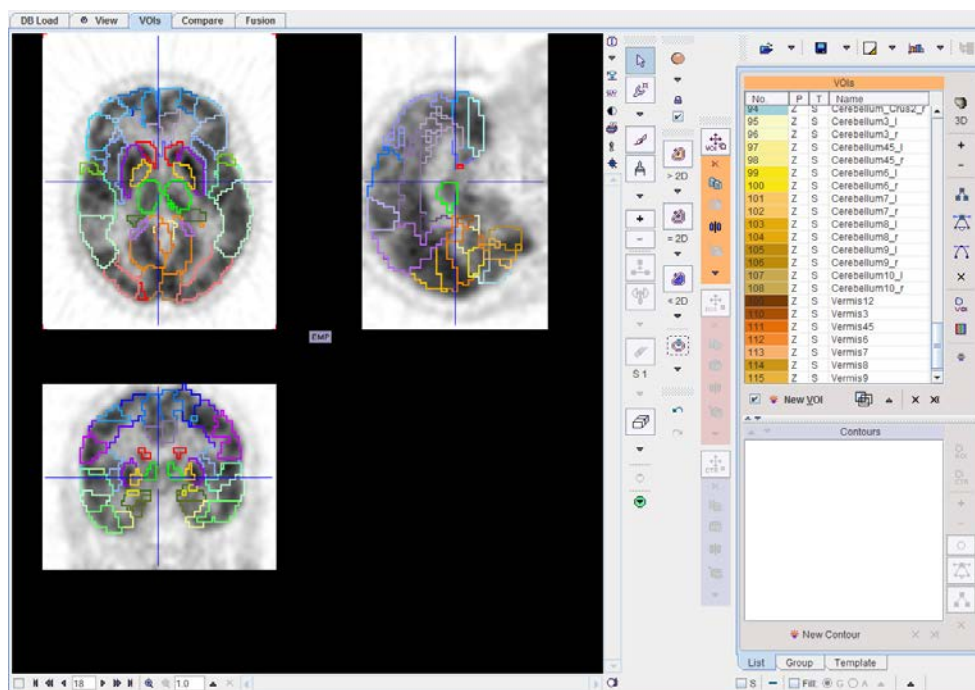 DB Load View VOIs Compare Fusion
VOIs
No. P T Name
94 Z S Cerebellum_Crus2_r
95 Z S Cerebellum3_l
96 Z S Cerebellum3_r
97 Z S Cerebellum45_l
98 Z S Cerebellum45_r
99 Z S Cerebellum6_l
100 Z S Cerebellum6_r
101 Z S Cerebellum7_l
102 Z S Cerebellum7_r
103 Z S Cerebellum8_l
104 Z S Cerebellum8_r
105 Z S Cerebellum9_l
106 Z S Cerebellum9_r
107 Z S Cerebellum10_l
108 Z S Cerebellum10_r
109 Z S Vermis12
110 Z S Vermis3
111 Z S Vermis45
112 Z S Vermis6
113 Z S Vermis7
114 Z S Vermis8
115 Z S Vermis9
3D
> 2D
= 2D
< 2D
S 1
New VOI
Contours
New Contour
List Group Template
18 1.0
S Fill: G O A